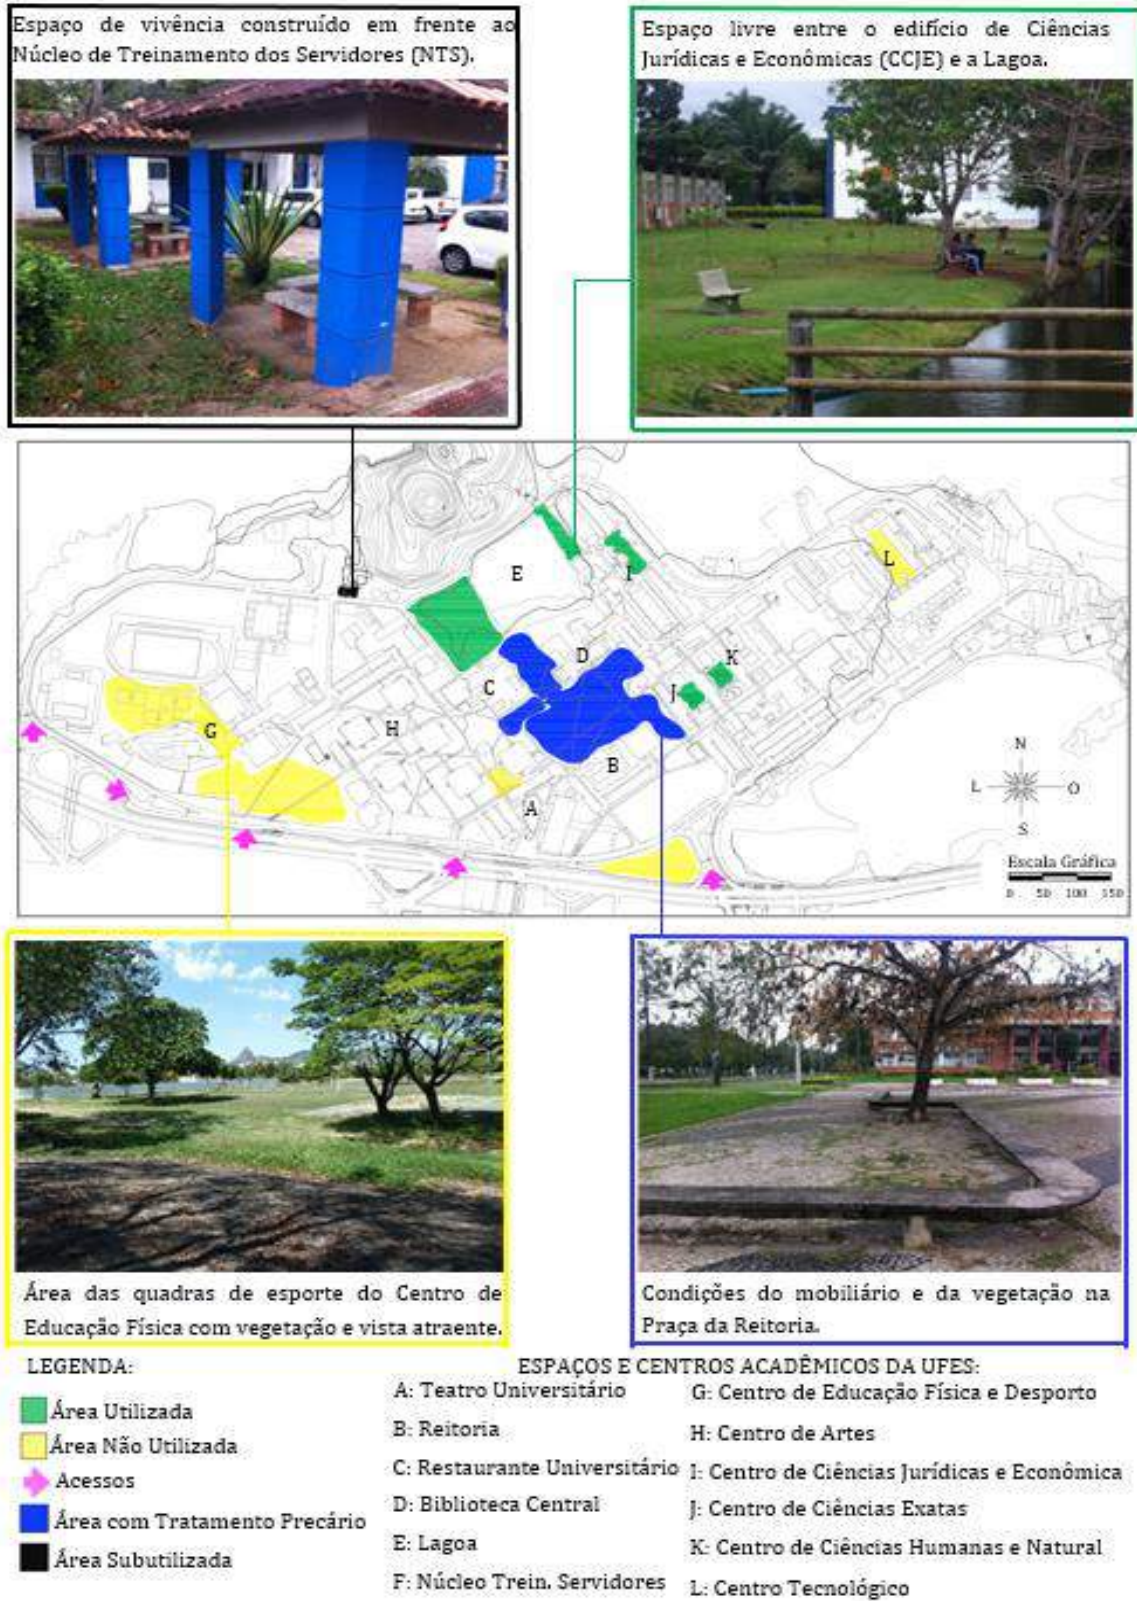 Espaço de vivência construído em frente ao
Núcleo de Treinamento dos Servidores (NTS).
Espaço livre entre o edifício de Ciências
Jurídicas e Econômicas (CCJE) e a Lagoa.
E
I
L
D
K
C
J
G
H
B
A
N
L O
S
Escala Gráfica
0 50 100 150
Área das quadras de esporte do Centro de
Educação Física com vegetação e vista atraente.
Condições do mobiliário e da vegetação na
Praça da Reitoria.
LEGENDA:
Área Utilizada
Área Não Utilizada
Acessos
Área com Tratamento Precário
Área Subutilizada
ESPAÇOS E CENTROS ACADÊMICOS DA UFES:
A: Teatro Universitário
B: Reitoria
C: Restaurante Universitário
D: Biblioteca Central
E: Lagoa
F: Núcleo Trein. Servidores
G: Centro de Educação Física e Desporto
H: Centro de Artes
I: Centro de Ciências Jurídicas e Econômica
J: Centro de Ciências Exatas
K: Centro de Ciências Humanas e Natural
L: Centro Tecnológico